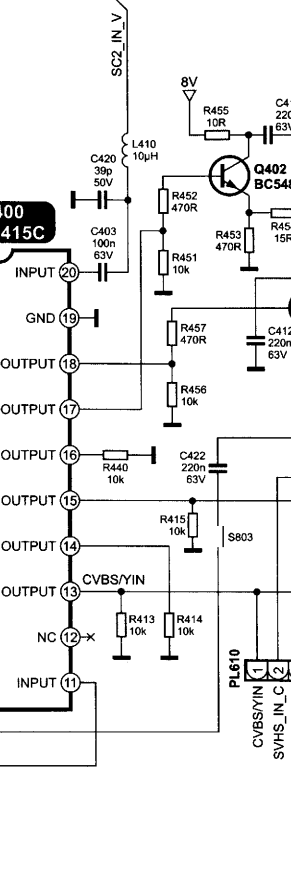 SC2_IN_V
8V
R455
10R
C41
220
63V
L410
10µH
C420
39p
50V
Q402
BC548
R452
470R
400
415C
C403
100n
63V
R453
470R
R45
15R
R451
10k
INPUT 20
GND 19
R457
470R
C412
220n
63V
OUTPUT 18
R456
10k
OUTPUT 17
OUTPUT 16
R440
10k
C422
220n
63V
OUTPUT 15
R415
10k
S803
OUTPUT 14
OUTPUT 13
CVBS/YIN
R413
10k
R414
10k
NC 12
INPUT 11
PL610
1 2
CVBS/YIN
SVHS_IN_C